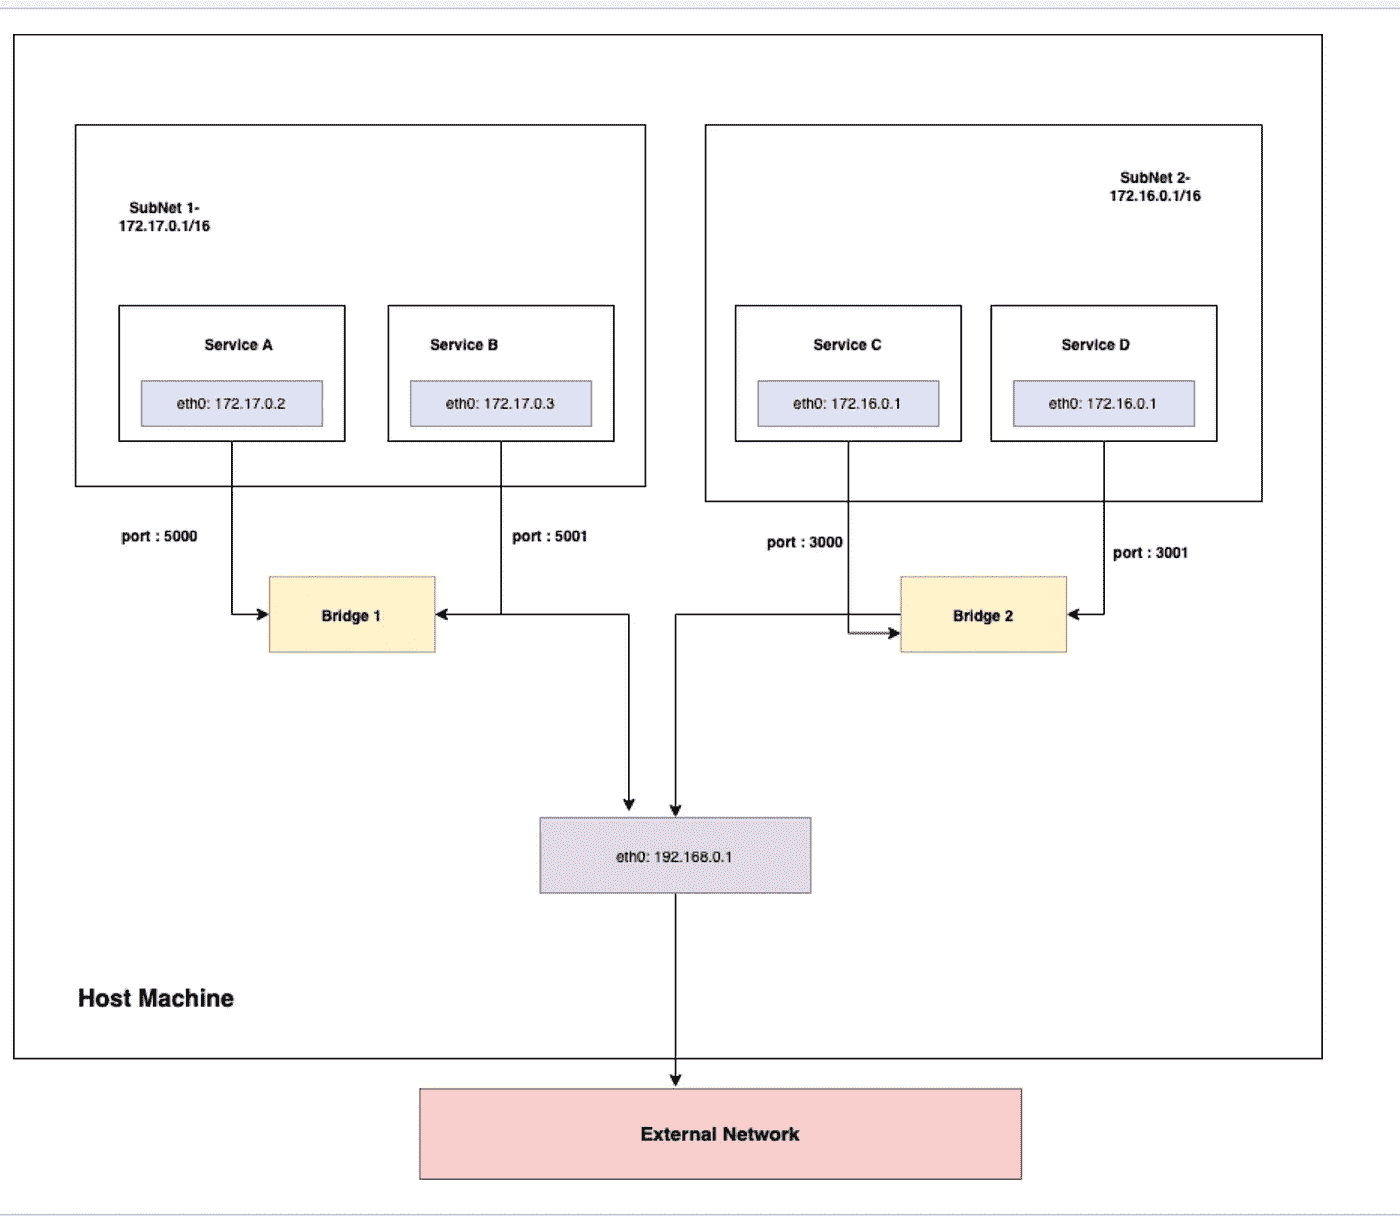 SubNet 1-
172.17.0.1/16
SubNet 2-
172.16.0.1/16
Service A
Service B
Service C
Service D
eth0: 172.17.0.2
eth0: 172.17.0.3
eth0: 172.16.0.1
eth0: 172.16.0.1
port : 5000
port : 5001
port : 3000
port : 3001
Bridge 1
Bridge 2
eth0: 192.168.0.1
Host Machine
External Network